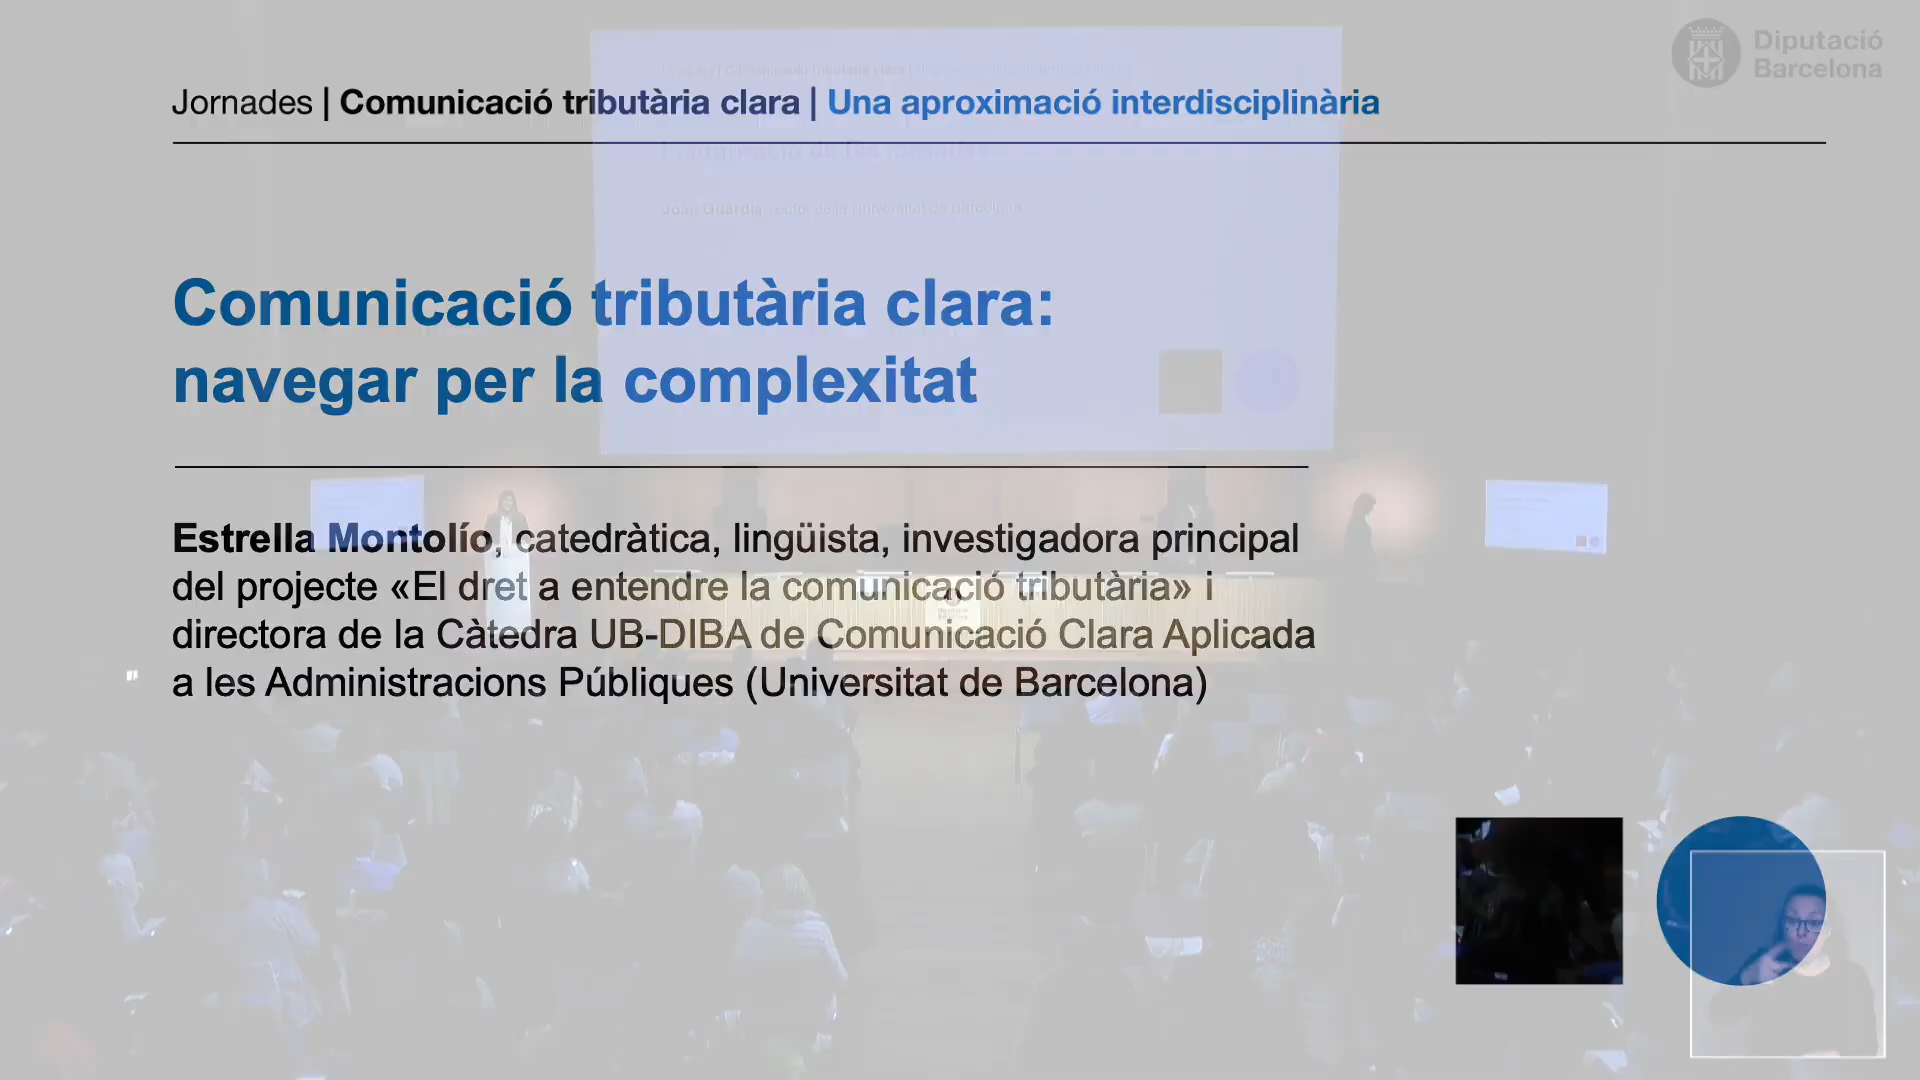 Diputació
Barcelona
Jornades | Comunicació tributària clara | Una aproximació interdisciplinària
Comunicació tributària clara:
navegar per la complexitat
Estrella Montolío, catedràtica, lingüista, investigadora principal
del projecte «El dret a entendre la comunicació tributària» i
directora de la Càtedra UB-DIBA de Comunicació Clara Aplicada
a les Administracions Públiques (Universitat de Barcelona)